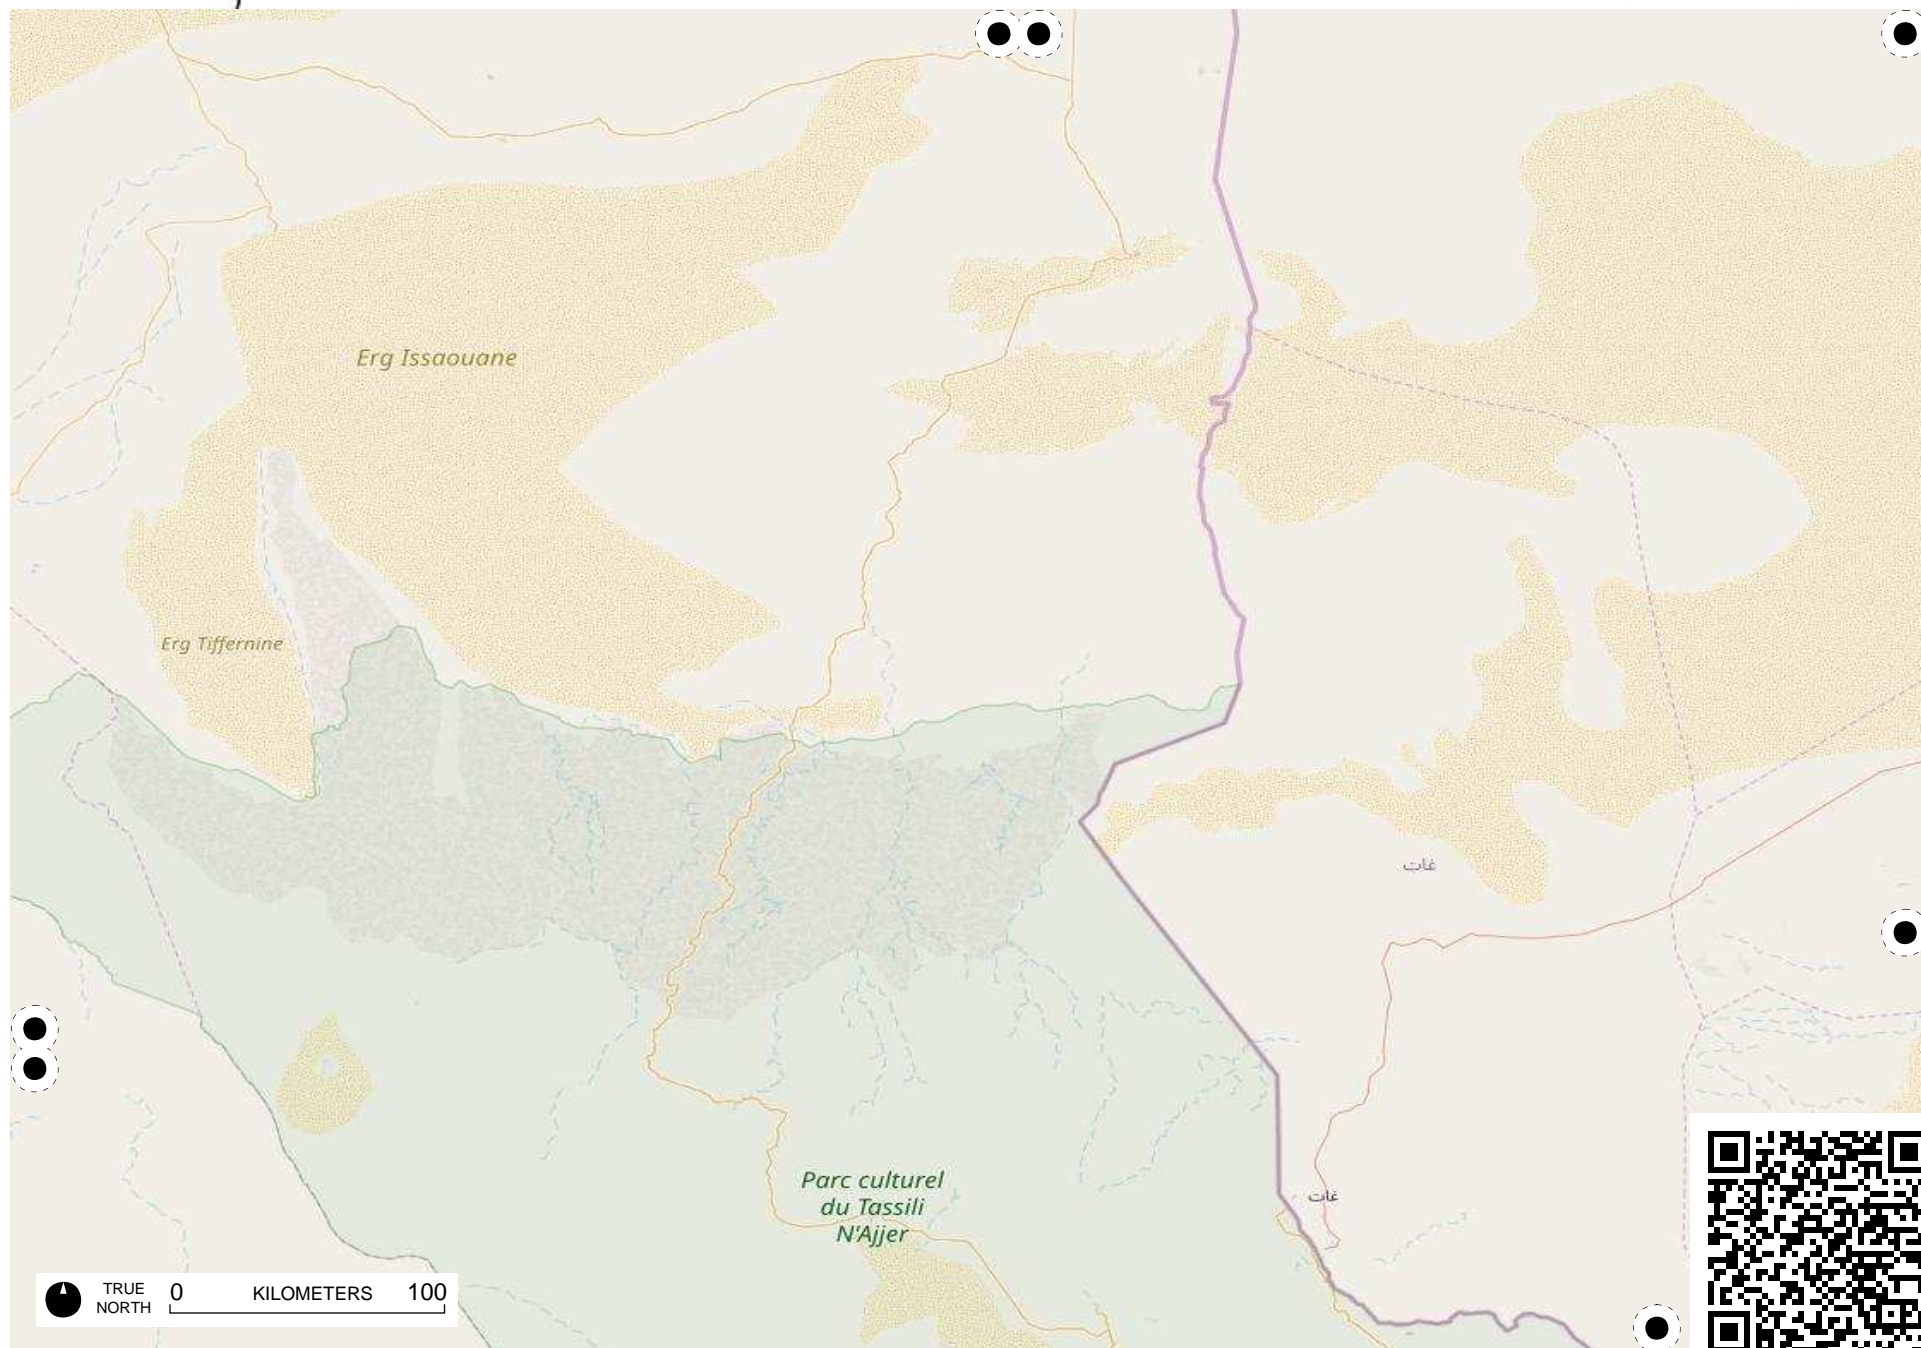 Erg Issaouane
Erg Tiffernine
غات
Parc culturel
du Tassili
N'Ajjer
غات
TRUE
NORTH
0 KILOMETERS 100